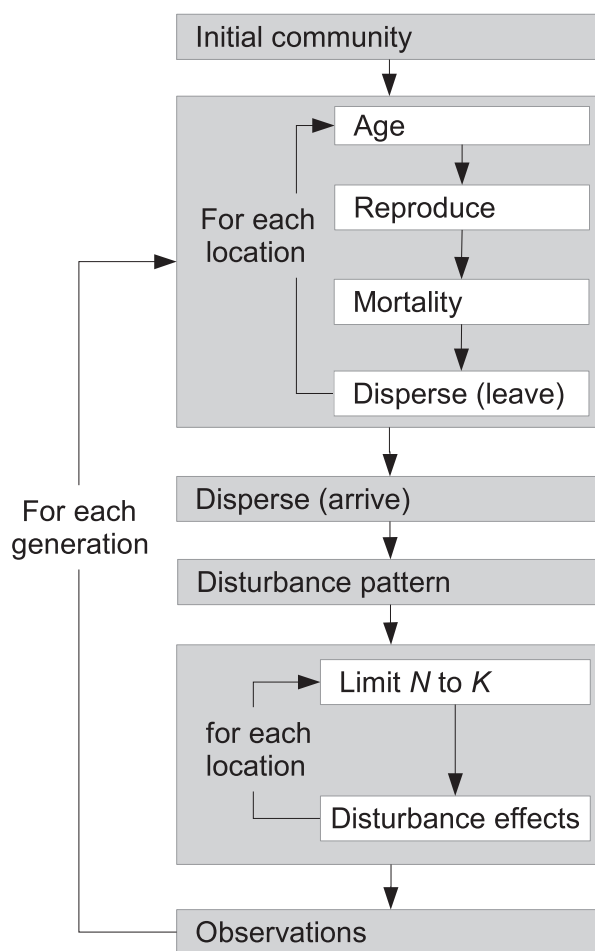 Initial community
Age
Reproduce
For each
location
Mortality
Disperse (leave)
Disperse (arrive)
For each
generation
Disturbance pattern
Limit N to K
for each
location
Disturbance effects
Observations